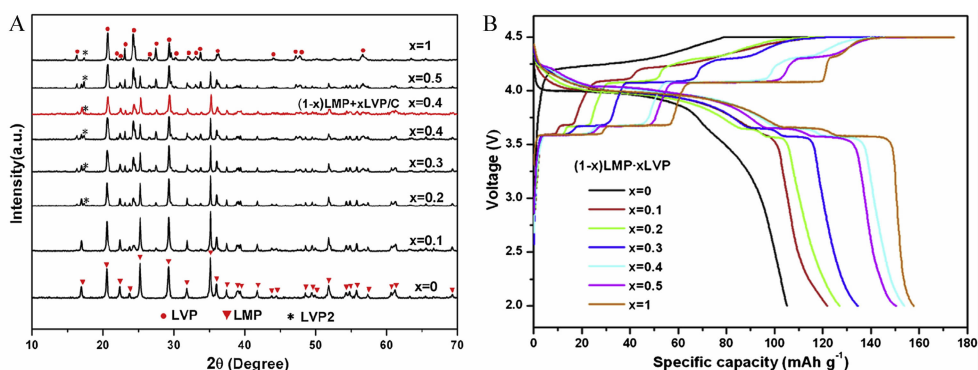 A
x=1
x=0.5
(1-x)LMP+xLVP/C
x=0.4
x=0.4
x=0.3
x=0.2
x=0.1
x=0
● LVP ▼ LMP * LVP2
10 20 30 40 50 60 70
2θ (Degree)
Intensity(a.u.)
B
4.5
4.0
3.5
3.0
2.5
2.0
Voltage (V)
(1-x)LMP·xLVP
x=0
x=0.1
x=0.2
x=0.3
x=0.4
x=0.5
x=1
0 20 40 60 80 100 120 140 160 180
Specific capacity (mAh g⁻¹)